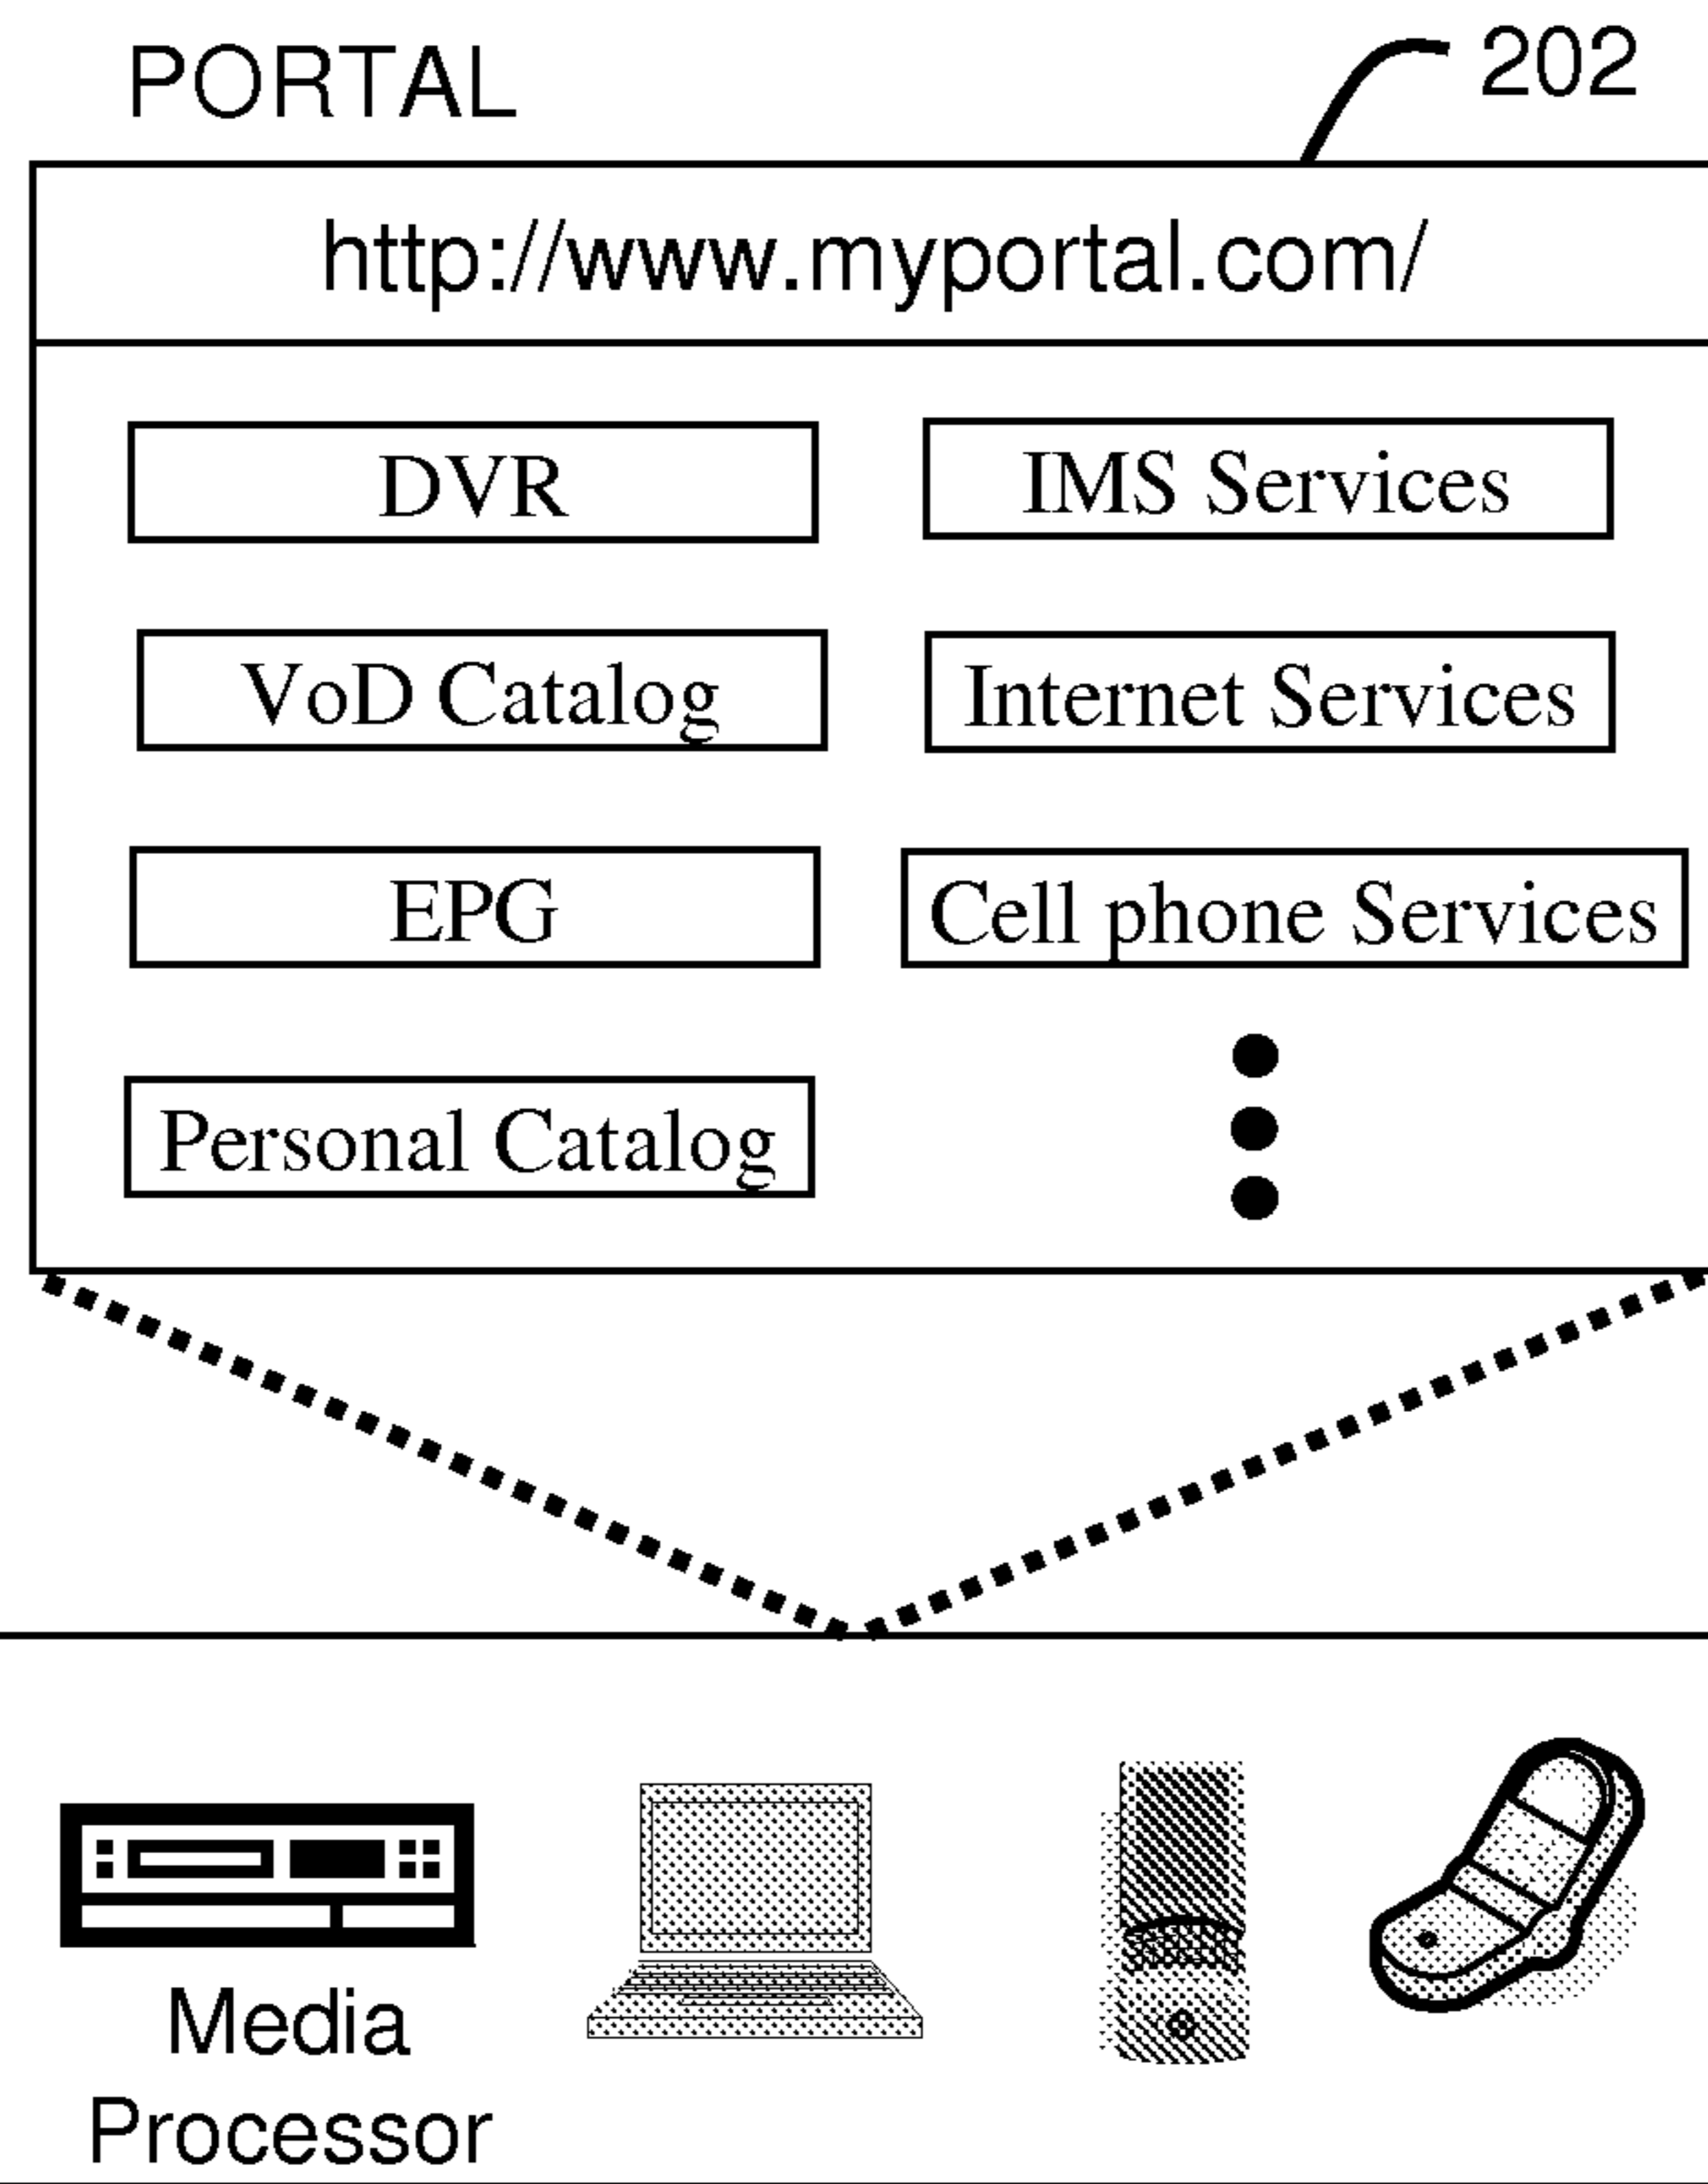 PORTAL
202
http://www.myportal.com/
DVR
IMS Services
VoD Catalog
Internet Services
EPG
Cell phone Services
Personal Catalog
Media
Processor